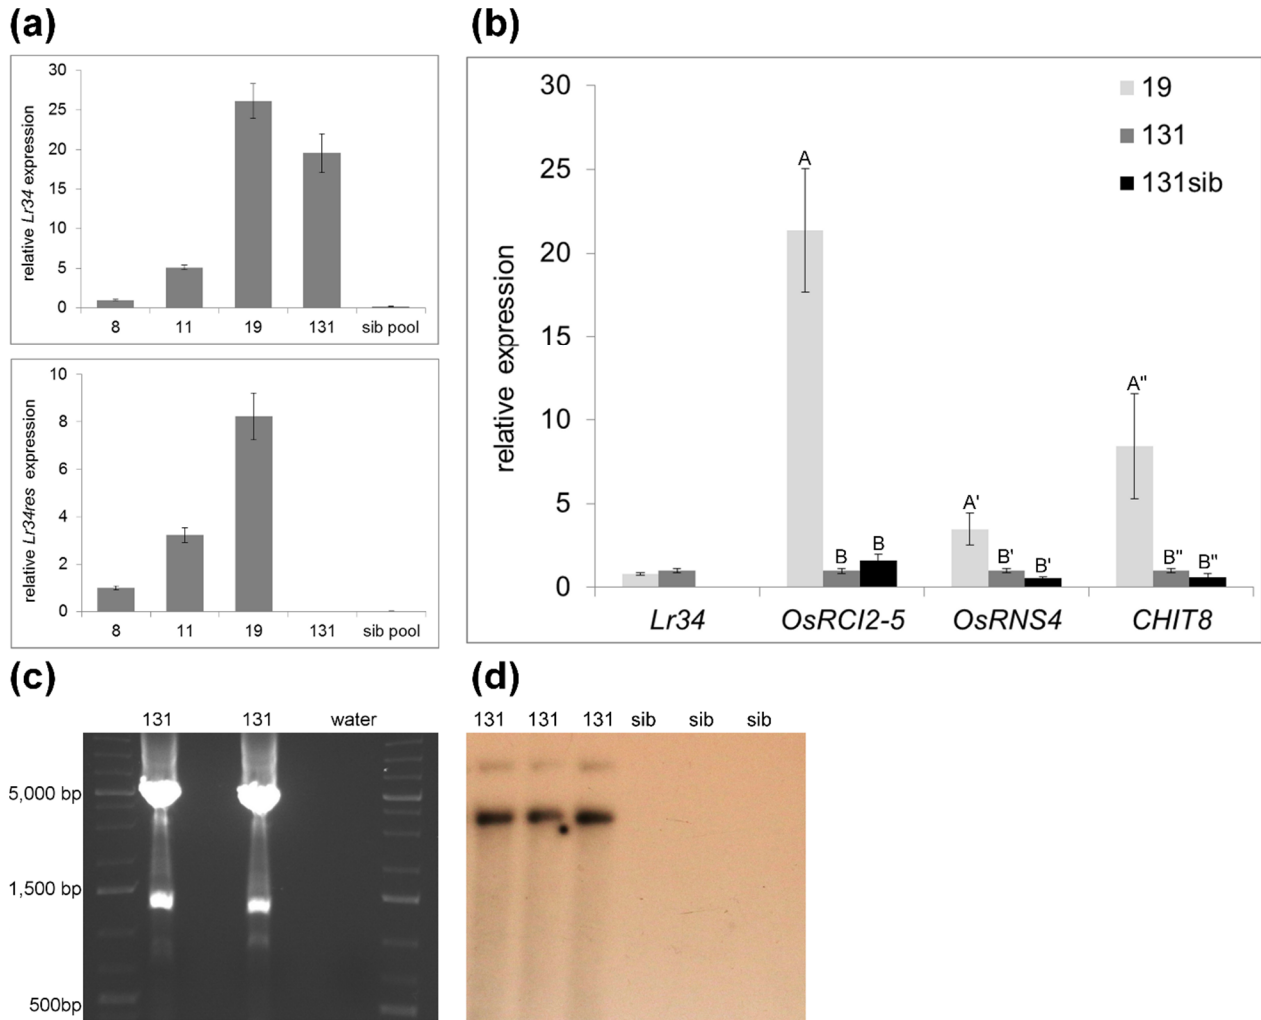 (a)
30
25
20
15
10
5
0
relative Lr34 expression
8 11 19 131 sib pool
10
8
6
4
2
0
relative Lr34res expression
8 11 19 131 sib pool
(b)
30
25
20
15
10
5
0
relative expression
19
131
131sib
A
B B
A'
B' B'
A"
B" B"
Lr34 OsRCI2-5 OsRNS4 CHIT8
(c)
131 131 water
5,000 bp
1,500 bp
500bp
(d)
131 131 131 sib sib sib